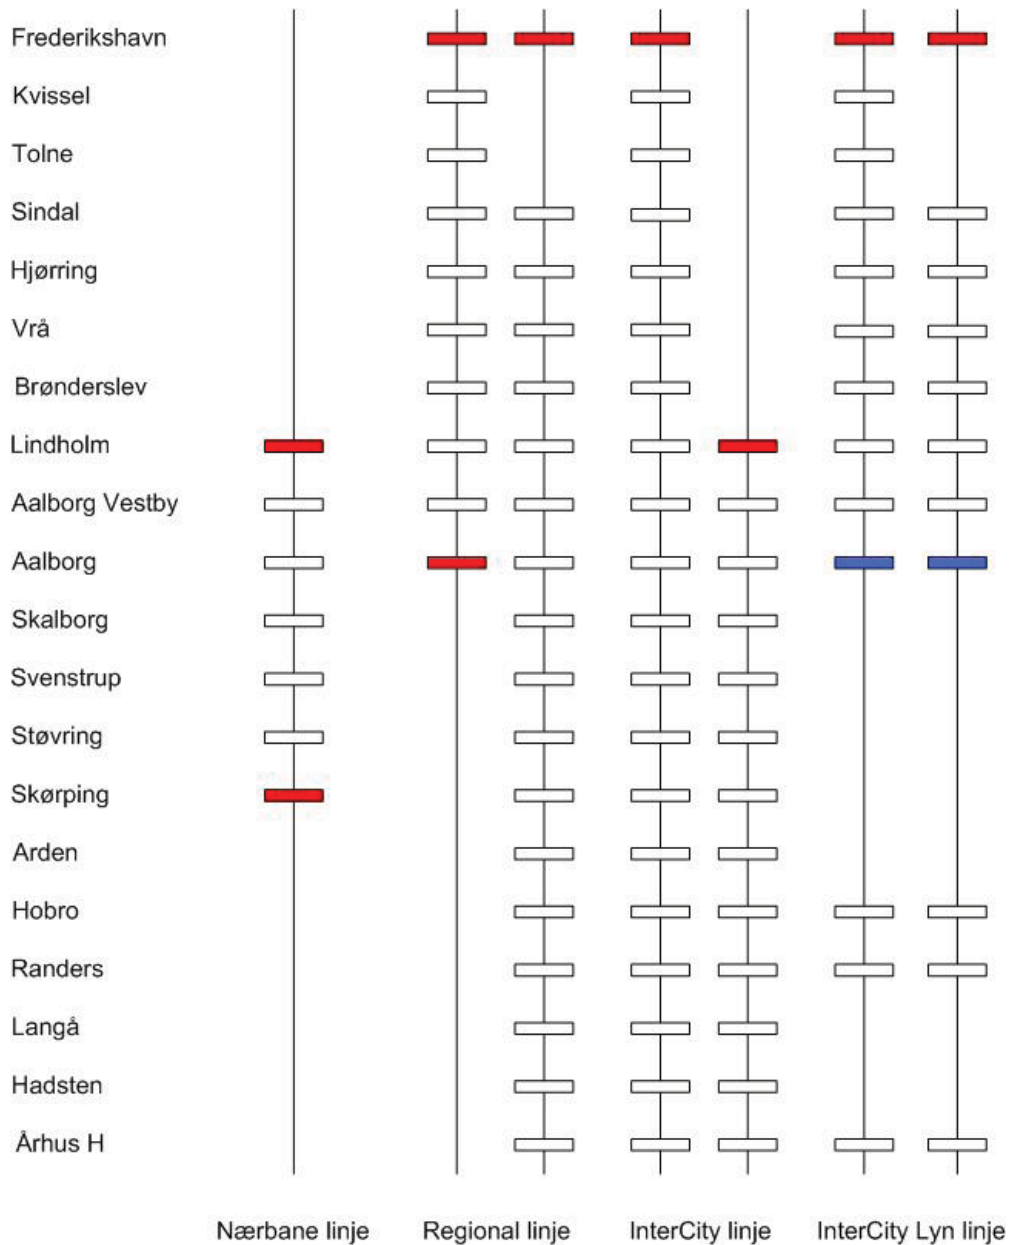 Frederikshavn
Kvissel
Tolne
Sindal
Hjørring
Vrå
Brønderslev
Lindholm
Aalborg Vestby
Aalborg
Skalborg
Svenstrup
Støvring
Skørping
Arden
Hobro
Randers
Langå
Hadsten
Århus H
Nærbane linje Regional linje InterCity linje InterCity Lyn linje